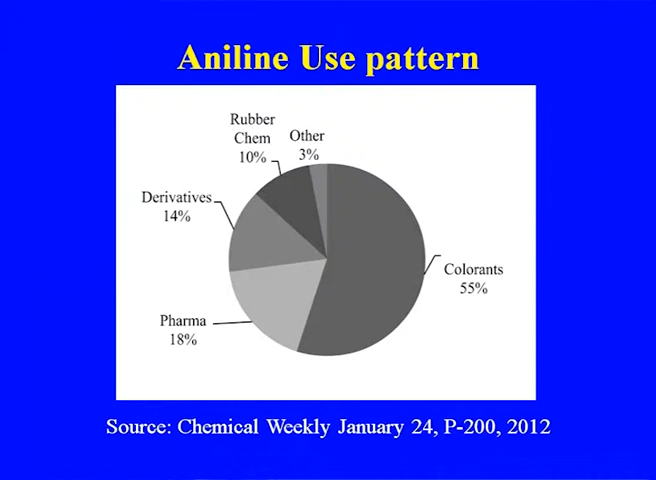 Aniline Use pattern
Rubber
Chem
10%
Other
3%
Derivatives
14%
Colorants
55%
Pharma
18%
Source: Chemical Weekly January 24, P-200, 2012